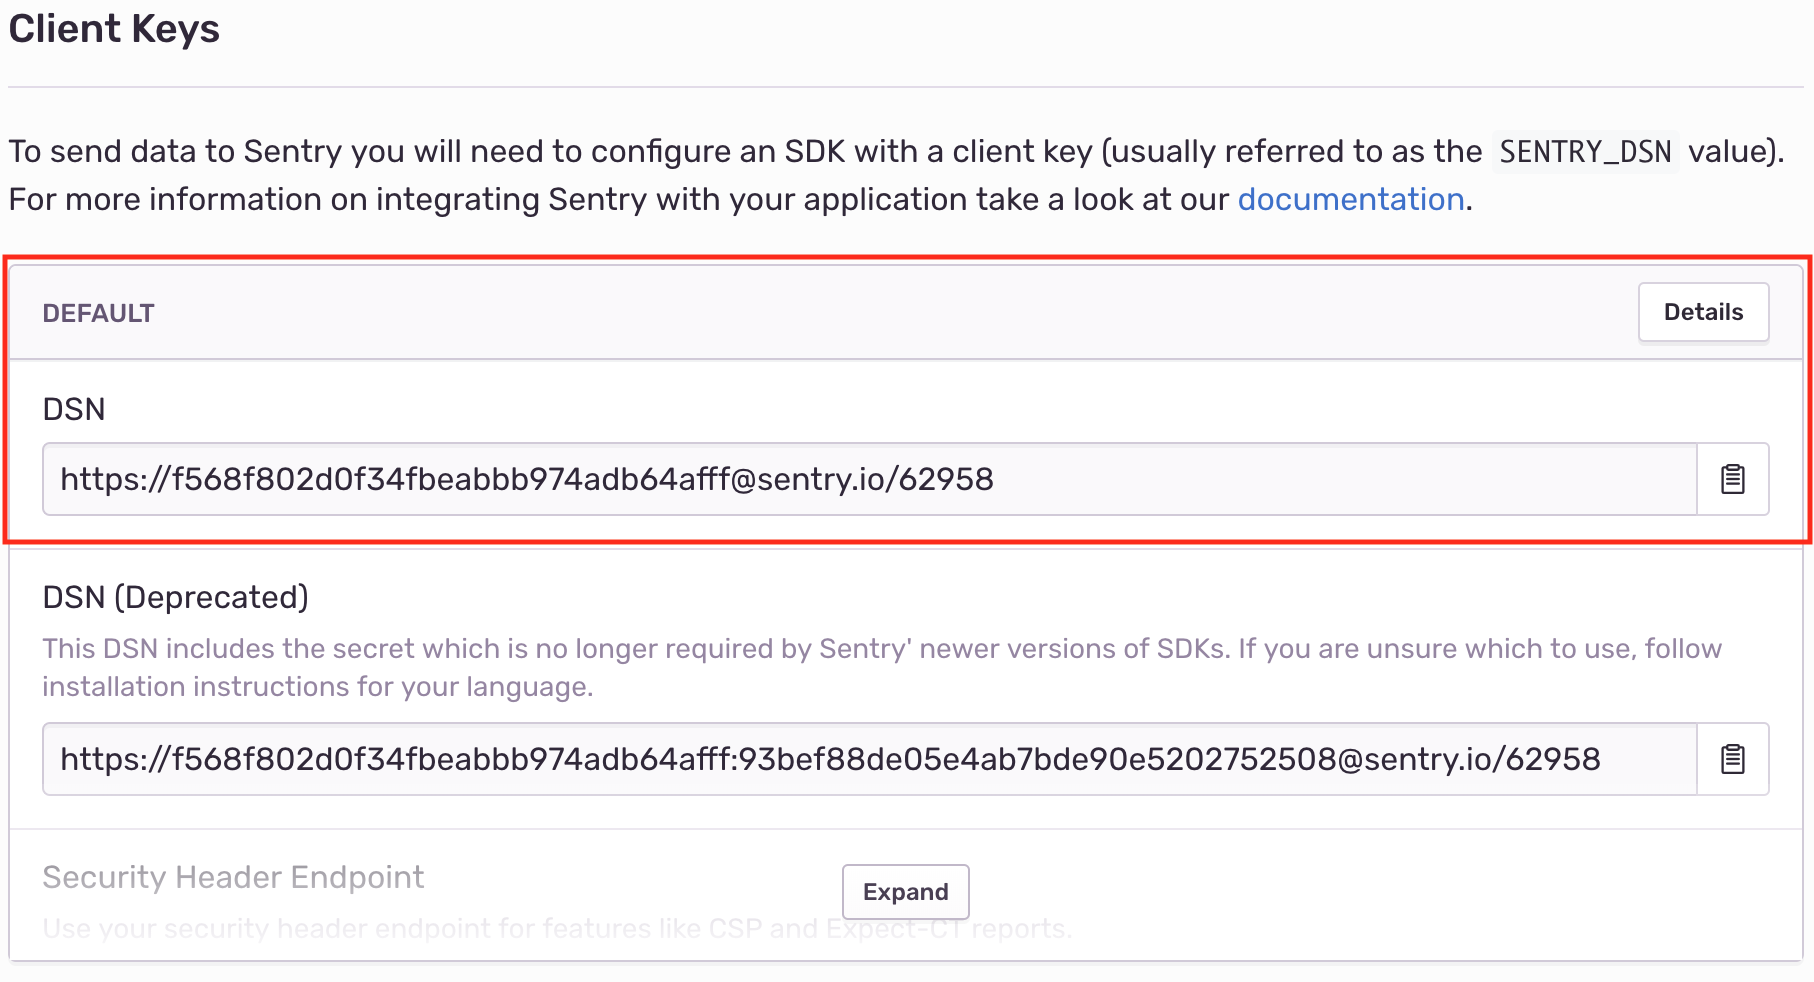 Client Keys
To send data to Sentry you will need to configure an SDK with a client key (usually referred to as the SENTRY_DSN value).
For more information on integrating Sentry with your application take a look at our documentation.
DEFAULT
Details
DSN
https://f568f802d0f34fbeabbb974adb64afff@sentry.io/62958
DSN (Deprecated)
This DSN includes the secret which is no longer required by Sentry' newer versions of SDKs. If you are unsure which to use, follow
installation instructions for your language.
https://f568f802d0f34fbeabbb974adb64afff:93bef88de05e4ab7bde90e5202752508@sentry.io/62958
Security Header Endpoint
Expand
Use your security header endpoint for features like CSP and Expect-CT reports.